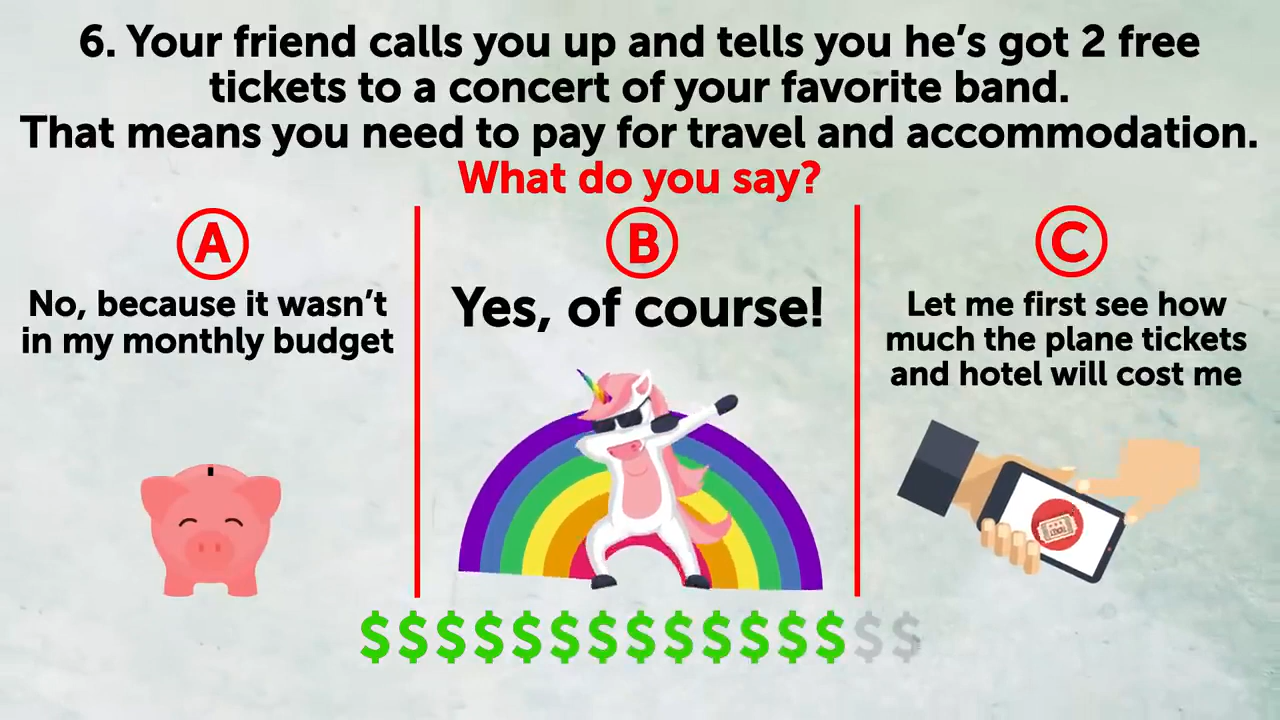 6. Your friend calls you up and tells you he's got 2 free
tickets to a concert of your favorite band.
That means you need to pay for travel and accommodation.
What do you say?
A
No, because it wasn't
in my monthly budget
B
Yes, of course!
C
Let me first see how
much the plane tickets
and hotel will cost me
$$$$$$$$$$$$$$$